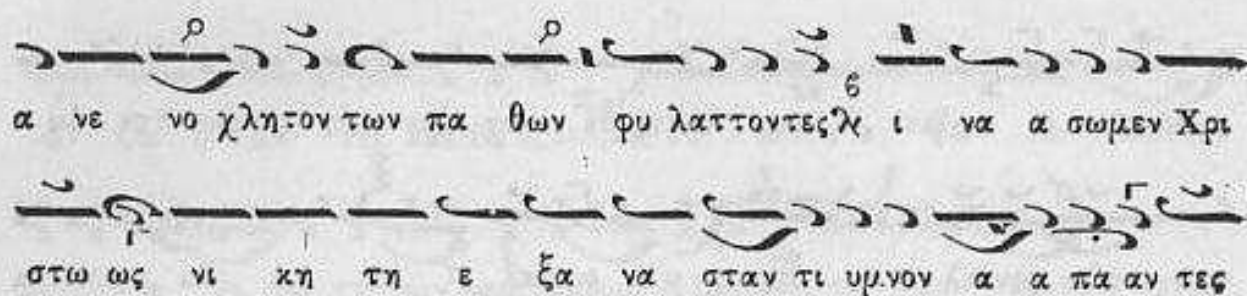 α νε νο χλητον των πα θων φυ λαττοντες ϗ ι να α σωμεν Χρι
στω ως νι κη τη ε ξα να σταν τι υμνον α α πα αν τες